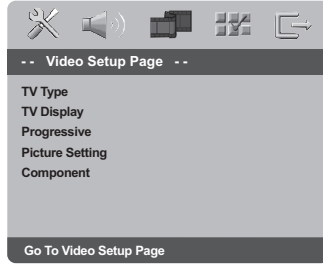 -- Video Setup Page --
TV Type
TV Display
Progressive
Picture Setting
Component
Go To Video Setup Page